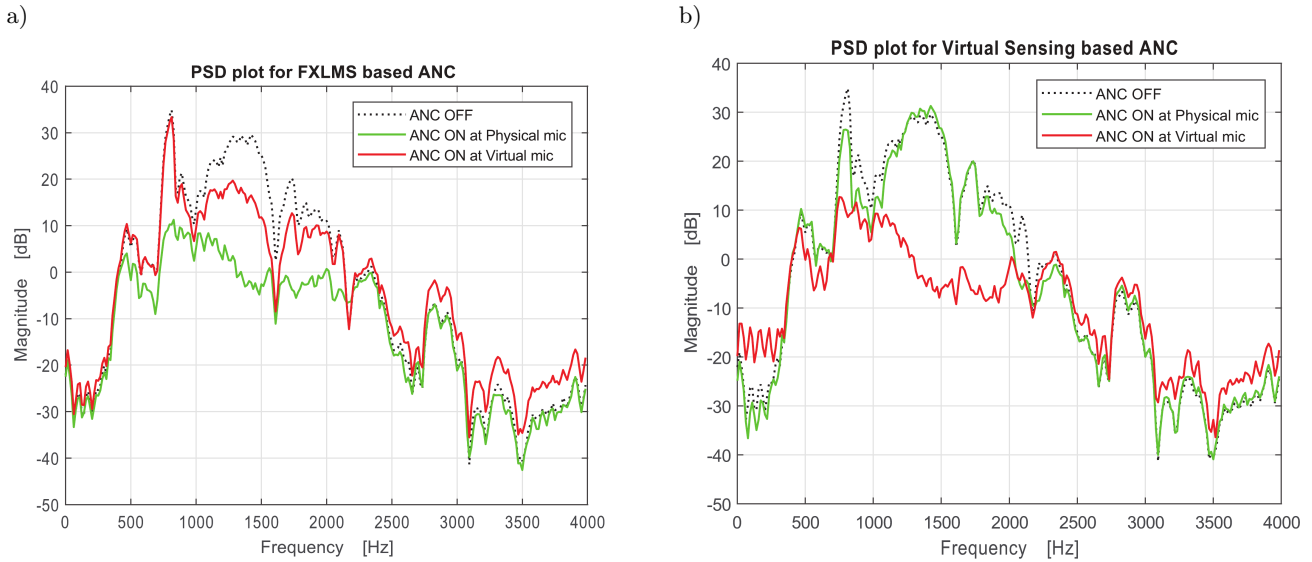 a)
PSD plot for FXLMS based ANC
40
30
20
10
0
-10
-20
-30
-40
-50
Magnitude [dB]
ANC OFF
ANC ON at Physical mic
ANC ON at Virtual mic
0 500 1000 1500 2000 2500 3000 3500 4000
Frequency [Hz]
b)
PSD plot for Virtual Sensing based ANC
40
30
20
10
0
-10
-20
-30
-40
-50
Magnitude [dB]
ANC OFF
ANC ON at Physical mic
ANC ON at Virtual mic
0 500 1000 1500 2000 2500 3000 3500 4000
Frequency [Hz]